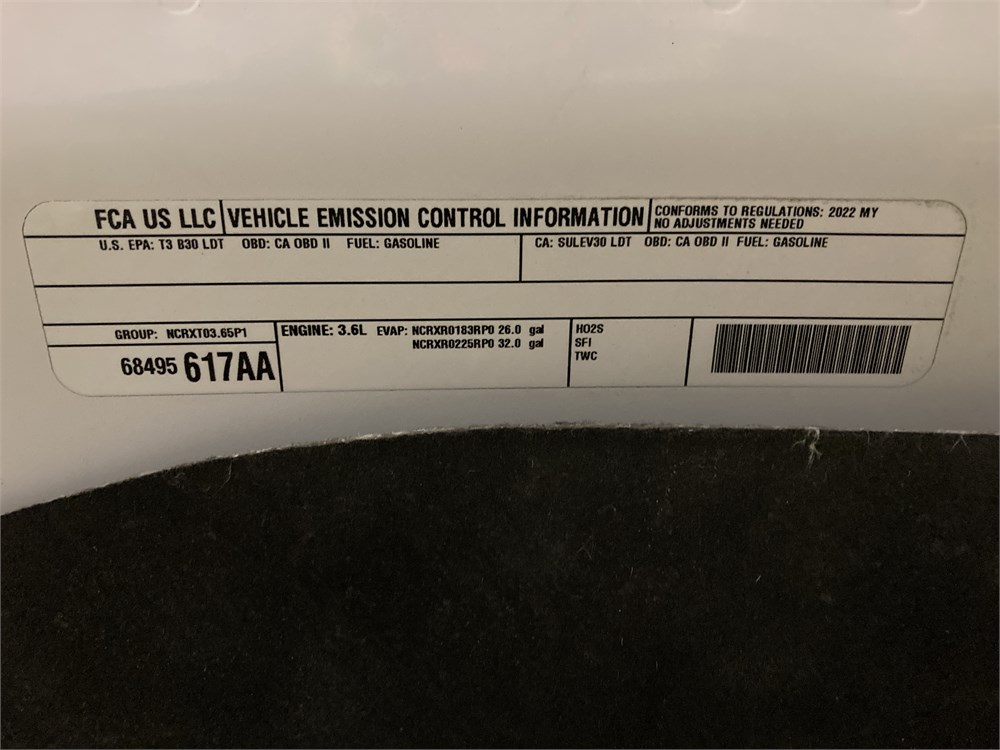 FCA US LLC VEHICLE EMISSION CONTROL INFORMATION
CONFORMS TO REGULATIONS: 2022 MY
NO ADJUSTMENTS NEEDED
U.S. EPA: T3 B30 LDT OBD: CA OBD II FUEL: GASOLINE
CA: SULEV30 LDT OBD: CA OBD II FUEL: GASOLINE
GROUP: NCRXT03.65P1
68495 617AA
ENGINE: 3.6L EVAP: NCRXR0183RP0 26.0 gal
NCRXR0225RP0 32.0 gal
HO2S
SFI
TWC